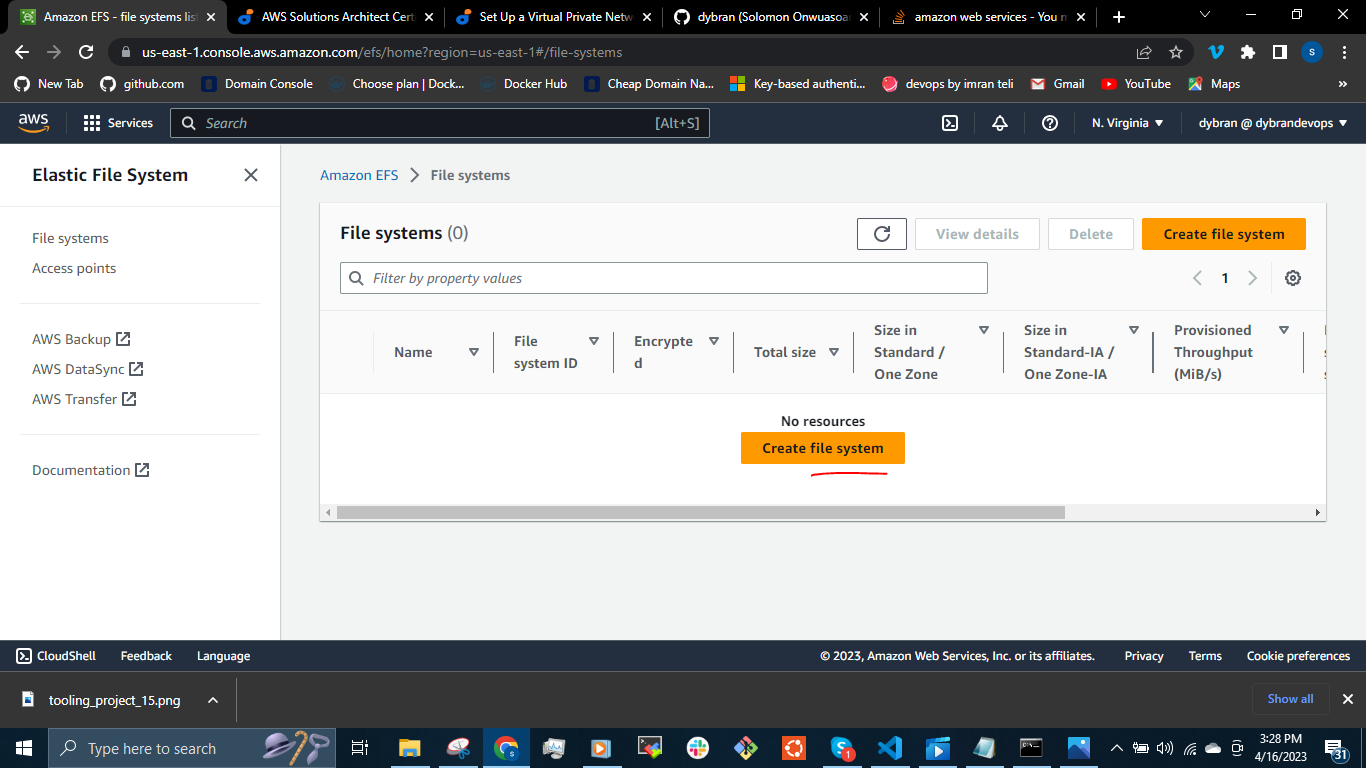 Amazon EFS - file systems lis
AWS Solutions Architect Cert
Set Up a Virtual Private Netw
dybran (Solomon Onwuasoa
amazon web services - You n
us-east-1.console.aws.amazon.com/efs/home?region=us-east-1#/file-systems
S
New Tab
github.com
Domain Console
Choose plan | Dock...
Docker Hub
Cheap Domain Na...
Key-based authenti...
devops by imran teli
Gmail
YouTube
Maps
»
aws
Services
Search
[Alt+S]
N. Virginia
dybran @ dybrandevops
Elastic File System
File systems
Access points
AWS Backup
AWS DataSync
AWS Transfer
Documentation
Amazon EFS
File systems
File systems (0)
View details
Delete
Create file system
Filter by property values
1
Name
File
system ID
Encrypte
d
Total size
Size in
Standard /
One Zone
Size in
Standard-IA /
One Zone-IA
Provisioned
Throughput
(MiB/s)
No resources
Create file system
CloudShell
Feedback
Language
© 2023, Amazon Web Services, Inc. or its affiliates.
Privacy
Terms
Cookie preferences
tooling_project_15.png
Show all
Type here to search
S
1
3:28 PM
4/16/2023
31